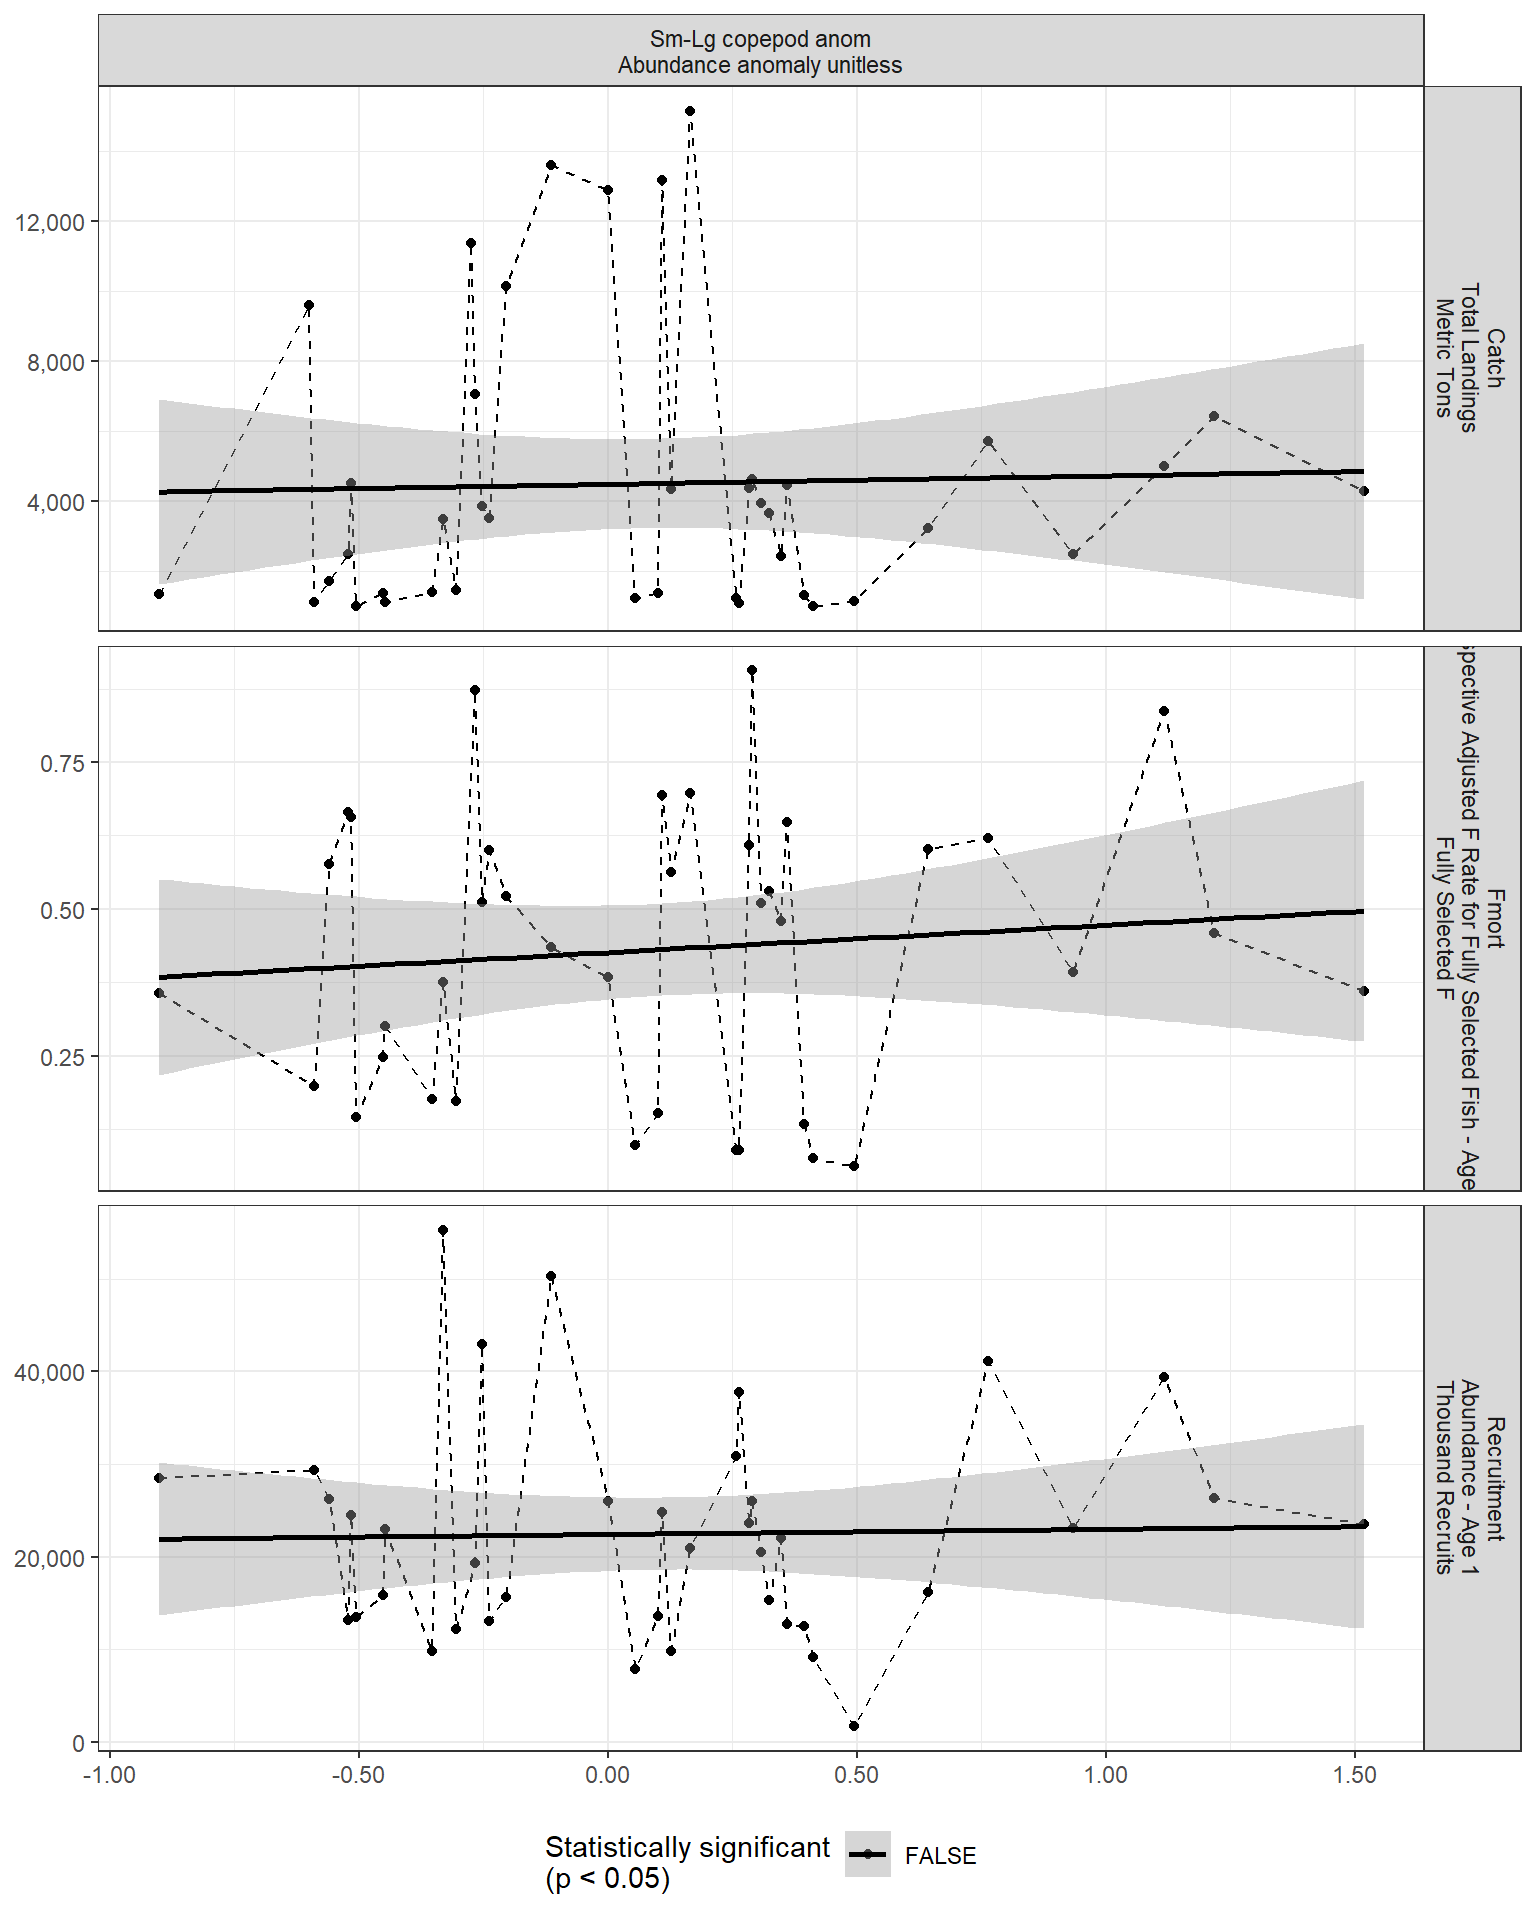 Sm-Lg copepod anom
Abundance anomaly unitless
12,000
8,000
4,000
Catch
Total Landings
Metric Tons
0.75
0.50
0.25
Fmort
spective Adjusted F Rate for Fully Selected Fish - Age
Fully Selected F
40,000
20,000
0
Recruitment
Abundance - Age 1
Thousand Recruits
-1.00
-0.50
0.00
0.50
1.00
1.50
Statistically significant
(p < 0.05)
FALSE